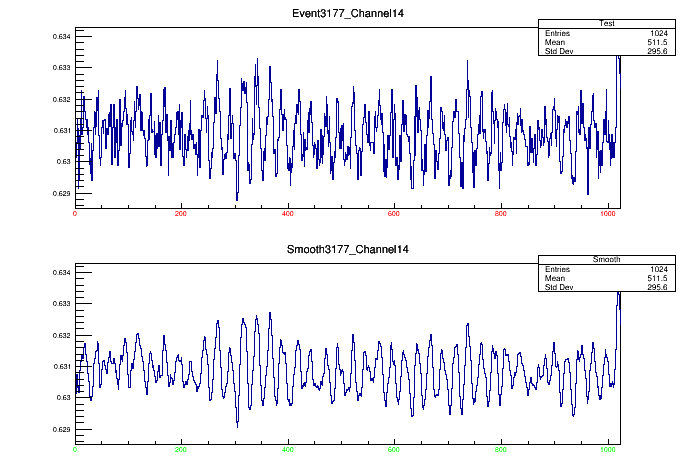 Event3177_Channel14
Test
Entries 1024
Mean 511.5
Std Dev 295.6
0.634
0.633
0.632
0.631
0.63
0.629
0 200 400 600 800 1000
Smooth3177_Channel14
Smooth
Entries 1024
Mean 511.5
Std Dev 295.6
0.634
0.633
0.632
0.631
0.63
0.629
0 200 400 600 800 1000